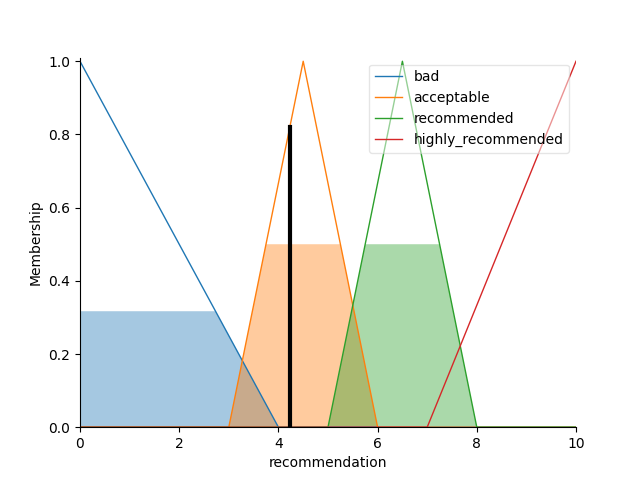 1.0
0.8
0.6
0.4
0.2
0.0
Membership
0 2 4 6 8 10
recommendation
bad
acceptable
recommended
highly_recommended